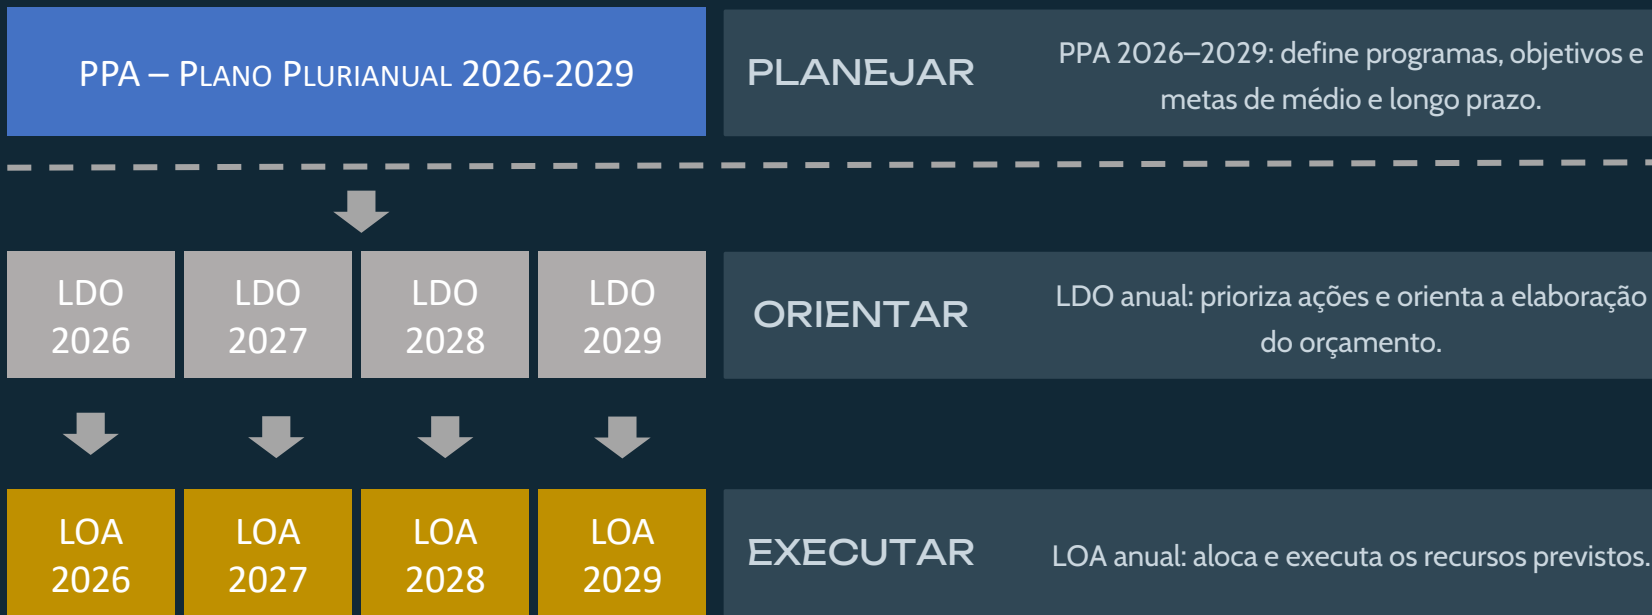 PPA – PLANO PLURIANUAL 2026-2029
PLANEJAR
PPA 2026–2029: define programas, objetivos e
metas de médio e longo prazo.
LDO
2026
LDO
2027
LDO
2028
LDO
2029
ORIENTAR
LDO anual: prioriza ações e orienta a elaboração
do orçamento.
LOA
2026
LOA
2027
LOA
2028
LOA
2029
EXECUTAR
LOA anual: aloca e executa os recursos previstos.